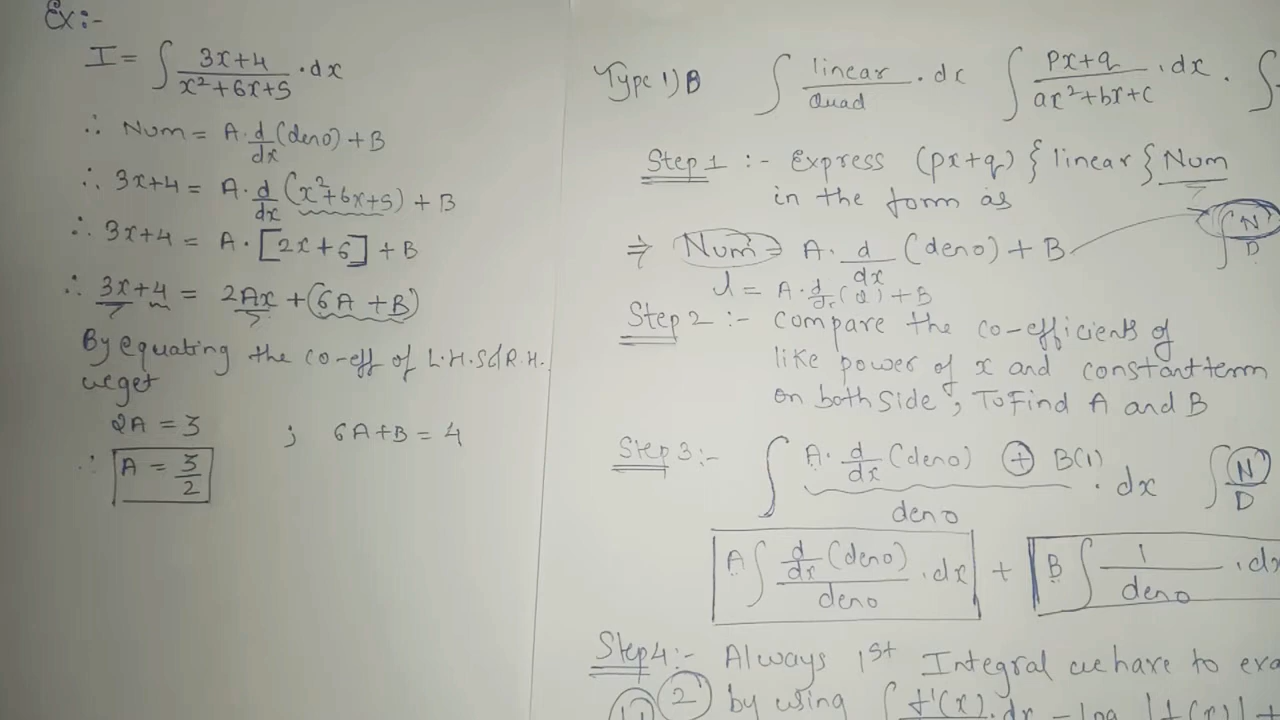 Ex:-
I = ∫ 3x+4 / x²+6x+5 . dx
∴ Num = A. d/dx (deno) + B
∴ 3x+4 = A. d/dx (x²+6x+5) + B
∴ 3x+4 = A. [2x+6] + B
∴ 3x+4 = 2Ax + (6A + B)
By equating the co-eff of L.H.S & R.H.
we get
2A = 3 ; 6A+B = 4
∴ A = 3/2
Type 1) B ∫ linear / Quad . dx ∫ px+q / ax²+bx+c . dx . ∫
Step 1 :- Express (px+q) { linear } Num
in the form as
⇒ Num = A. d/dx (deno) + B ∫ N/D
l = A. d/dx (Q) + B
Step 2 :- Compare the co-efficients of
like power of x and constant term
on both side, To Find A and B
Step 3 :- ∫ A. d/dx (deno) + B(1) / deno . dx ∫ N/D
A ∫ d/dx (deno) / deno . dx + B ∫ 1 / deno . dx
Step 4 :- Always 1st Integral we have to
2 by using ∫ f'(x) . dx = log |f(x)| +